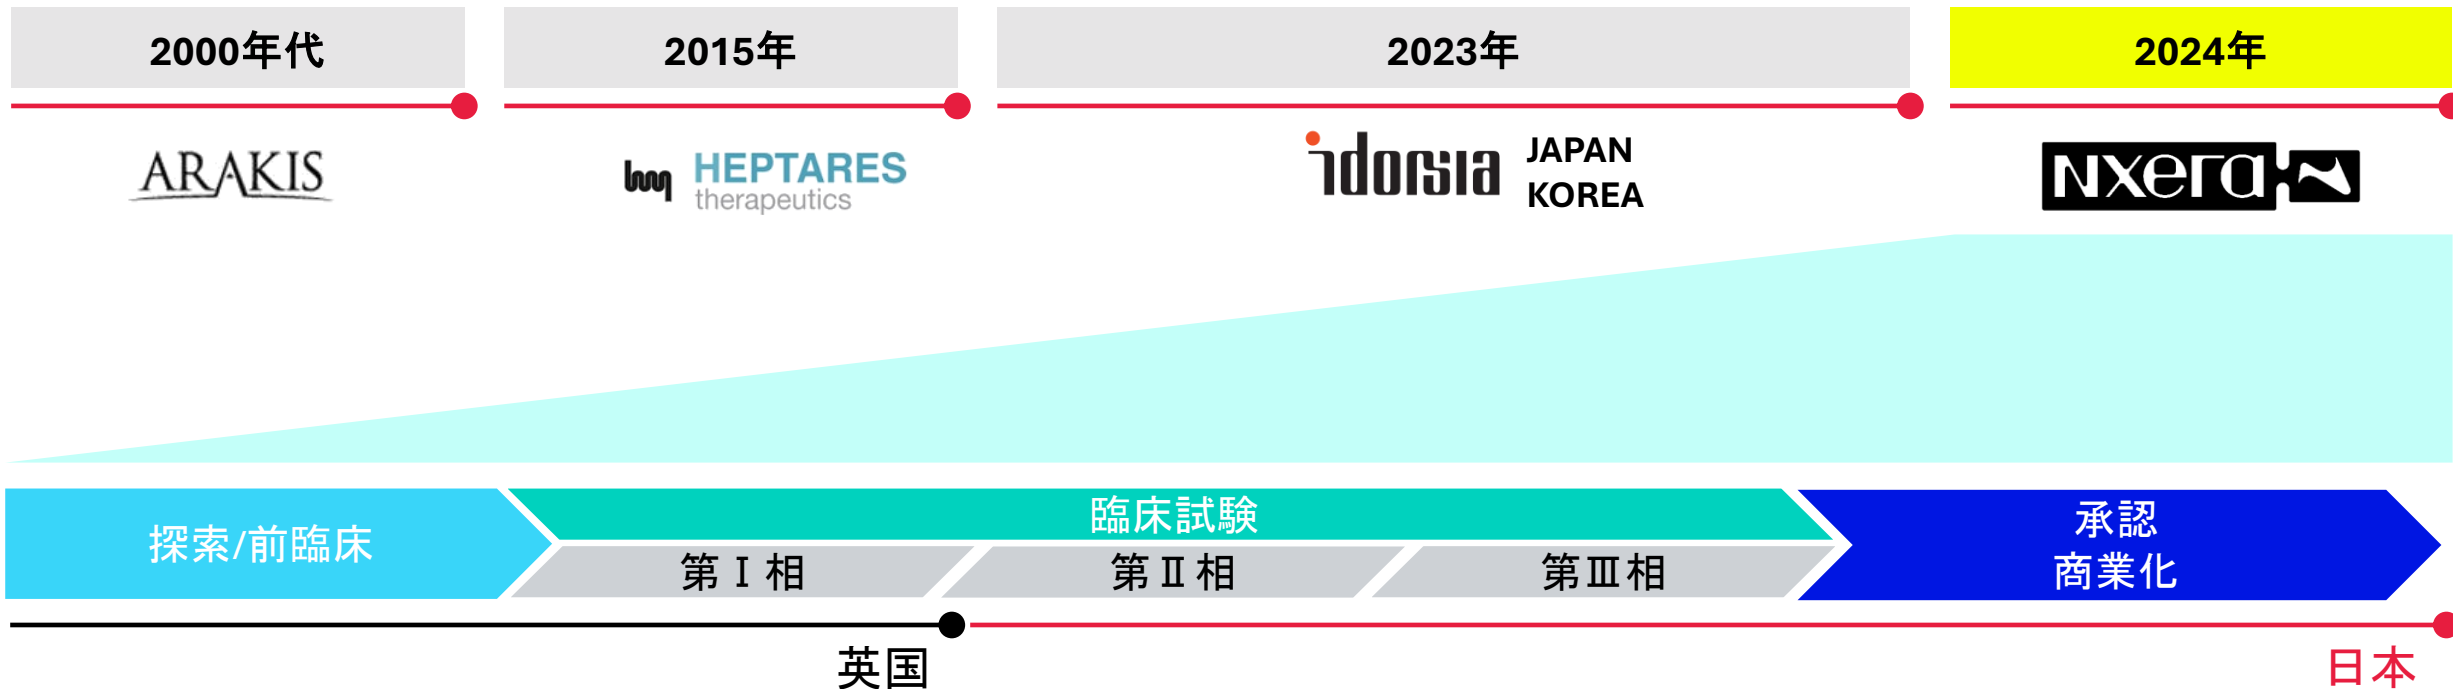 2000年代
2015年
2023年
2024年
ARAKIS
HEPTARES
therapeutics
idorsia
JAPAN
KOREA
Nxera
探索/前臨床
臨床試験
第Ⅰ相
第Ⅱ相
第Ⅲ相
承認
商業化
英国
日本